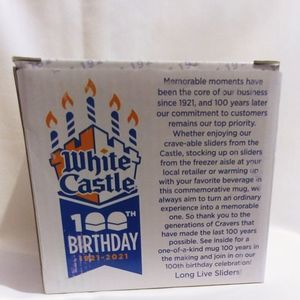 White
Castle
100TH
BIRTHDAY
1921-2021
Memorable moments have
been the core of our business
since 1921, and 100 years later
our commitment to customers
remains our top priority.
Whether enjoying our
crave-able sliders from the
Castle, stocking up on sliders
from the freezer aisle at your
local retailer or warming up
with your favorite beverage in
this commemorative mug, we
always aim to turn an ordinary
experience into a memorable
one. So thank you to the
generations of Cravers that
have made the last 100 years
possible. See inside for a
one-of-a-kind mug 100 years in
the making and join in on our
100th birthday celebration!
Long Live Sliders!